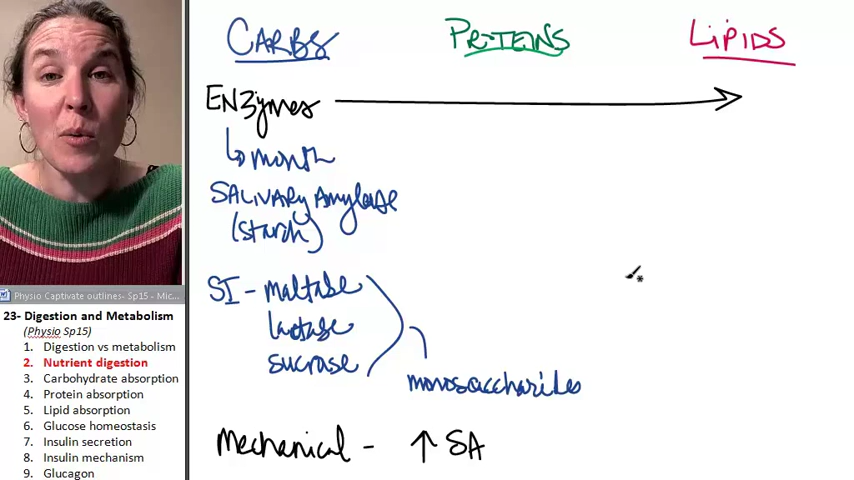 CARBS PROTEINS LIPIDS
ENzymes
mouth
SALIVARY Amylase
(starch)
SI - maltase
lactase
sucrase
monosaccharides
Mechanical - ↑ SA
Physio Captivate outlines- Sp15 - Mic...
23- Digestion and Metabolism
(Physio Sp15)
1. Digestion vs metabolism
2. Nutrient digestion
3. Carbohydrate absorption
4. Protein absorption
5. Lipid absorption
6. Glucose homeostasis
7. Insulin secretion
8. Insulin mechanism
9. Glucagon